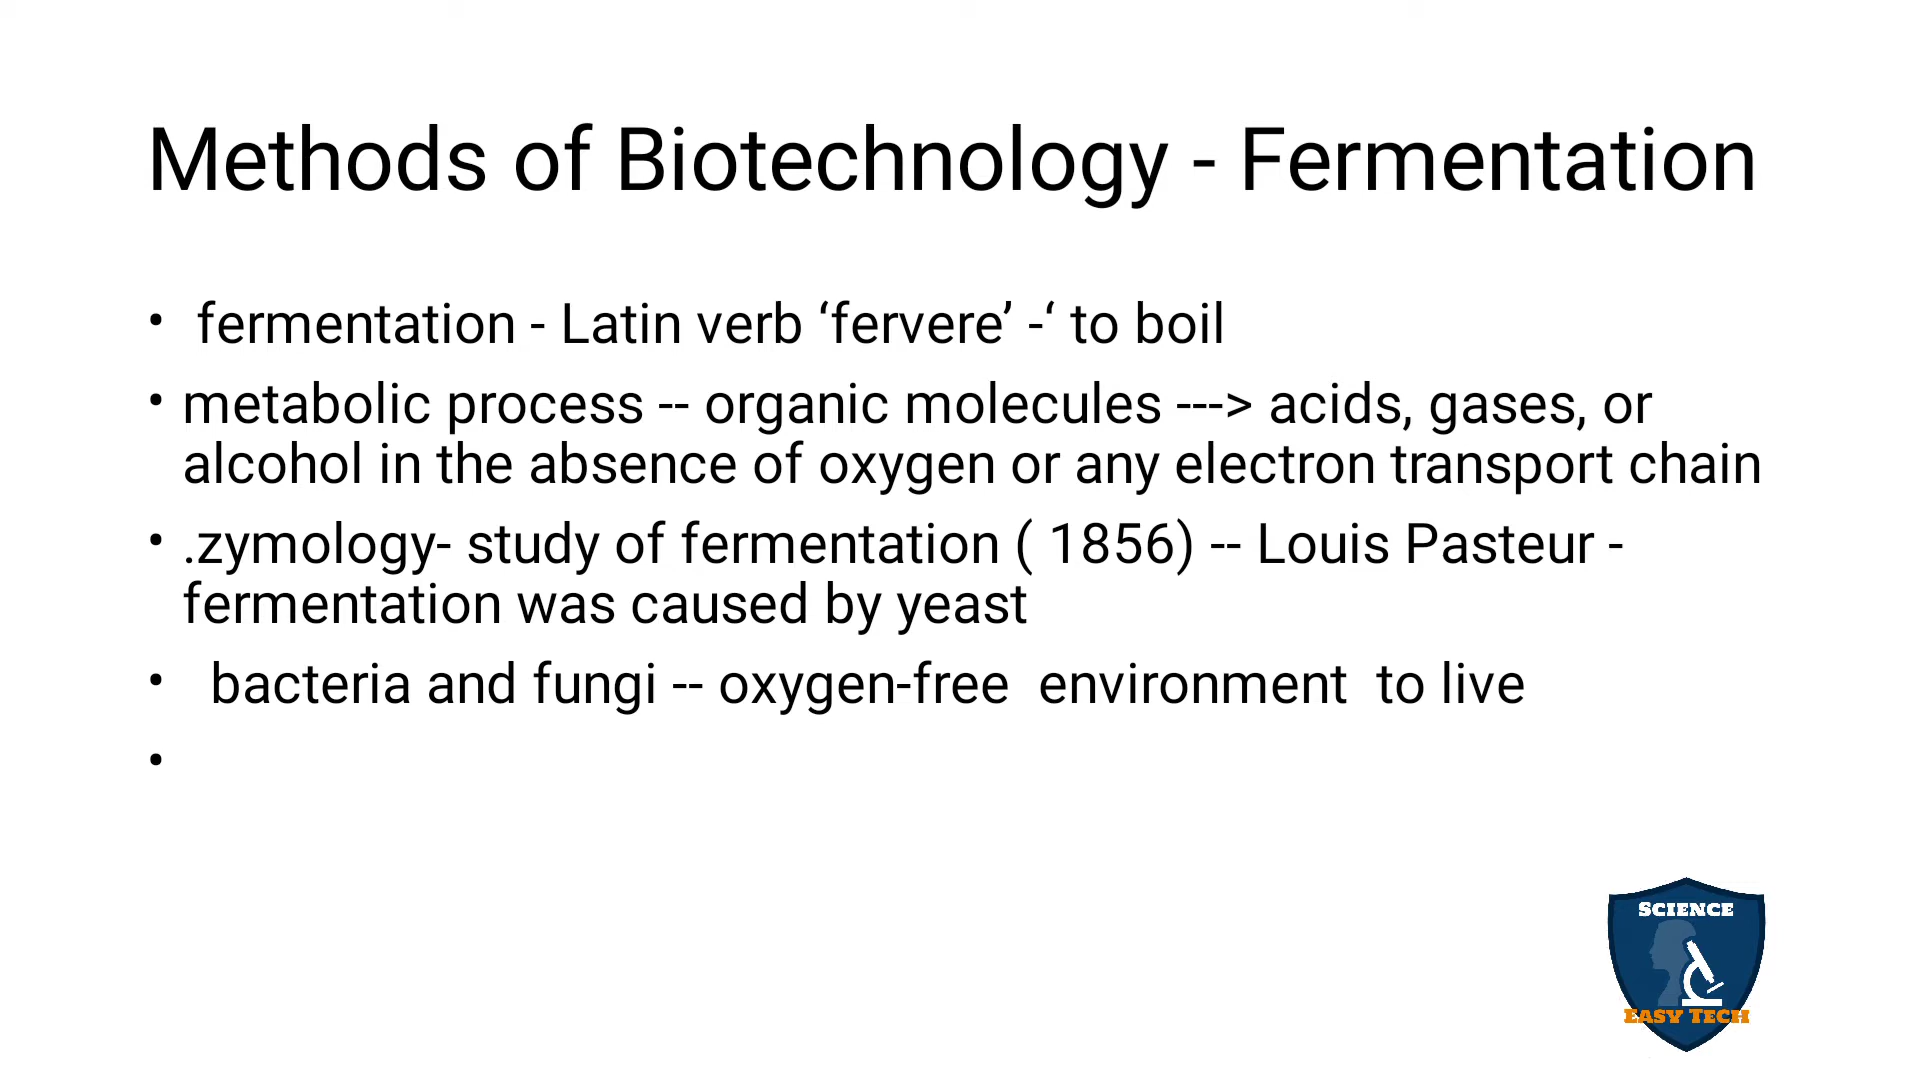 Methods of Biotechnology - Fermentation
• fermentation - Latin verb ‘fervere’ -‘ to boil
• metabolic process -- organic molecules ---> acids, gases, or
alcohol in the absence of oxygen or any electron transport chain
• .zymology- study of fermentation ( 1856) -- Louis Pasteur -
fermentation was caused by yeast
• bacteria and fungi -- oxygen-free  environment  to live
•
SCIENCE
EASY TECH